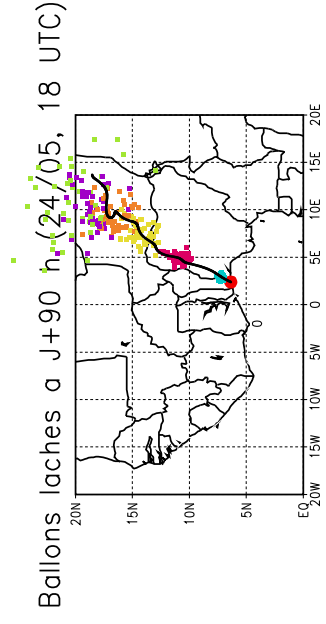 Ballons laches a J+90 h (24/05, 18 UTC)
20N
15N
10N
5N
EQ
0
20W 15W 10W 5W 0 5E 10E 15E 20E